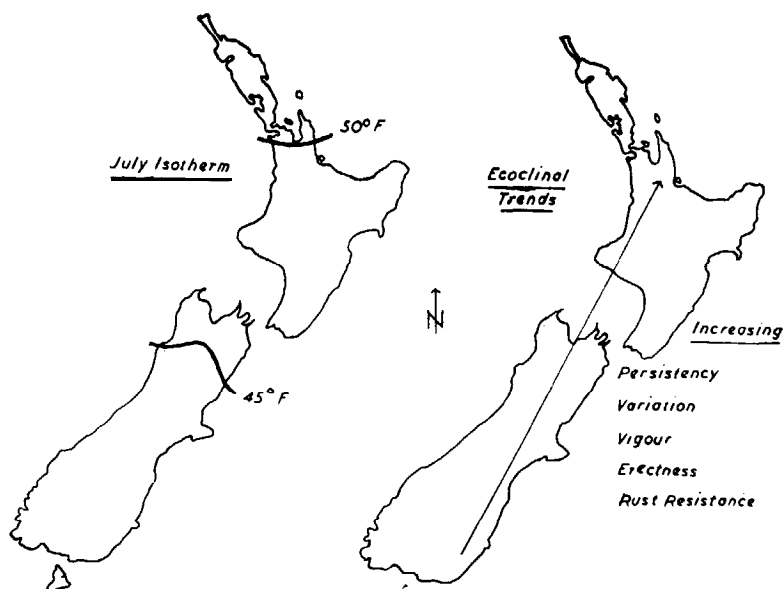 50° F
July Isotherm
45° F
N
Ecoclinal
Trends
Increasing
Persistency
Variation
Vigour
Erectness
Rust Resistance